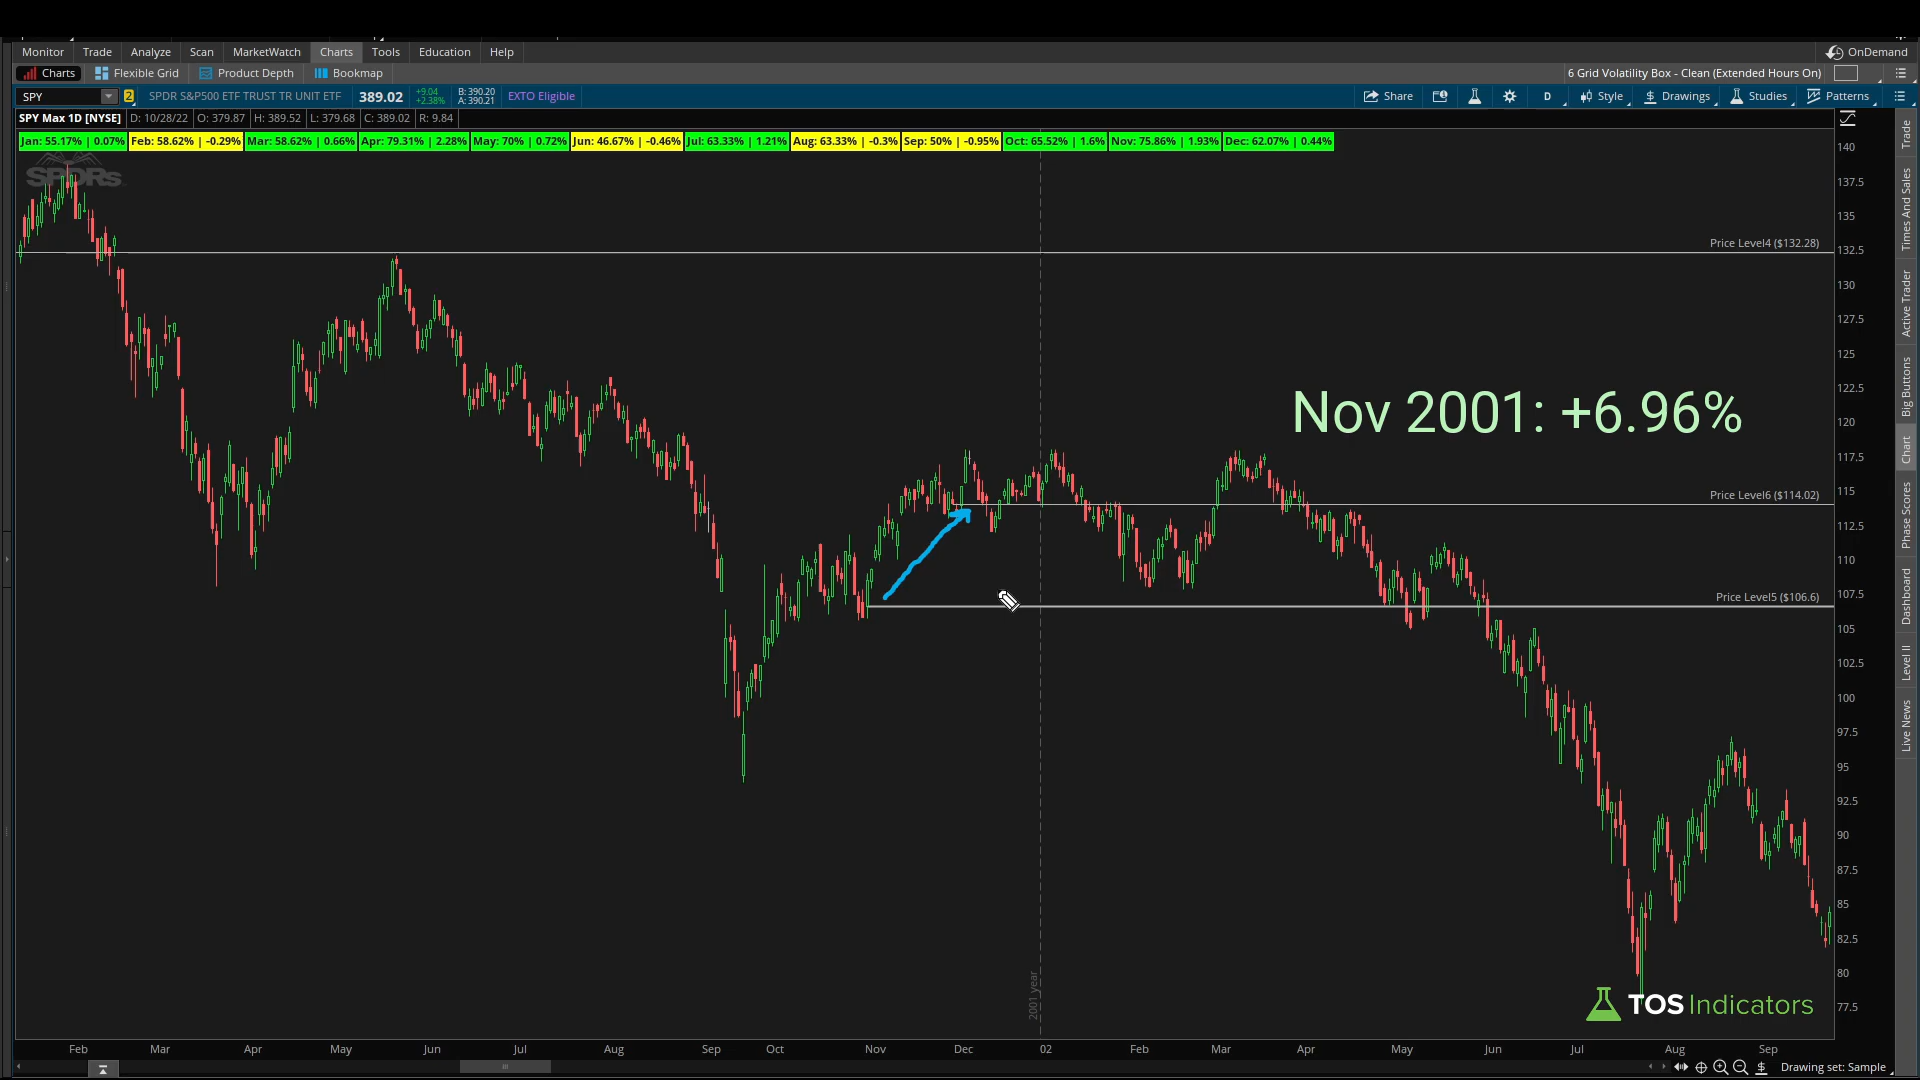 Monitor Trade Analyze Scan MarketWatch Charts Tools Education Help OnDemand
Charts Flexible Grid Product Depth Bookmap 6 Grid Volatility Box - Clean (Extended Hours On)
SPY 2 SPDR S&P500 ETF TRUST TR UNIT ETF 389.02 +9.04 +2.38% B: 390.20 A: 390.21 EXTO Eligible Share D Style $ Drawings Studies Patterns
SPY Max 1D [NYSE] D: 10/28/22 O: 379.87 H: 389.52 L: 379.68 C: 389.02 R: 9.84
Jan: 55.17% | 0.07% Feb: 58.62% | -0.29% Mar: 58.62% | 0.66% Apr: 79.31% | 2.28% May: 70% | 0.72% Jun: 46.67% | -0.46% Jul: 63.33% | 1.21% Aug: 63.33% | -0.3% Sep: 50% | -0.95% Oct: 65.52% | 1.6% Nov: 75.86% | 1.93% Dec: 62.07% | 0.44%
SPDRs
140
137.5
135
Price Level4 ($132.28)
132.5
130
127.5
125
122.5
Nov 2001: +6.96%
120
117.5
115
Price Level6 ($114.02)
112.5
110
107.5
Price Level5 ($106.6)
105
102.5
100
97.5
95
92.5
90
87.5
85
82.5
80
77.5
2001 year
TOS Indicators
Feb Mar Apr May Jun Jul Aug Sep Oct Nov Dec 02 Feb Mar Apr May Jun Jul Aug Sep
$ Drawing set: Sample
Trade
Times And Sales
Active Trader
Big Buttons
Chart
Phase Scores
Dashboard
Level II
Live News